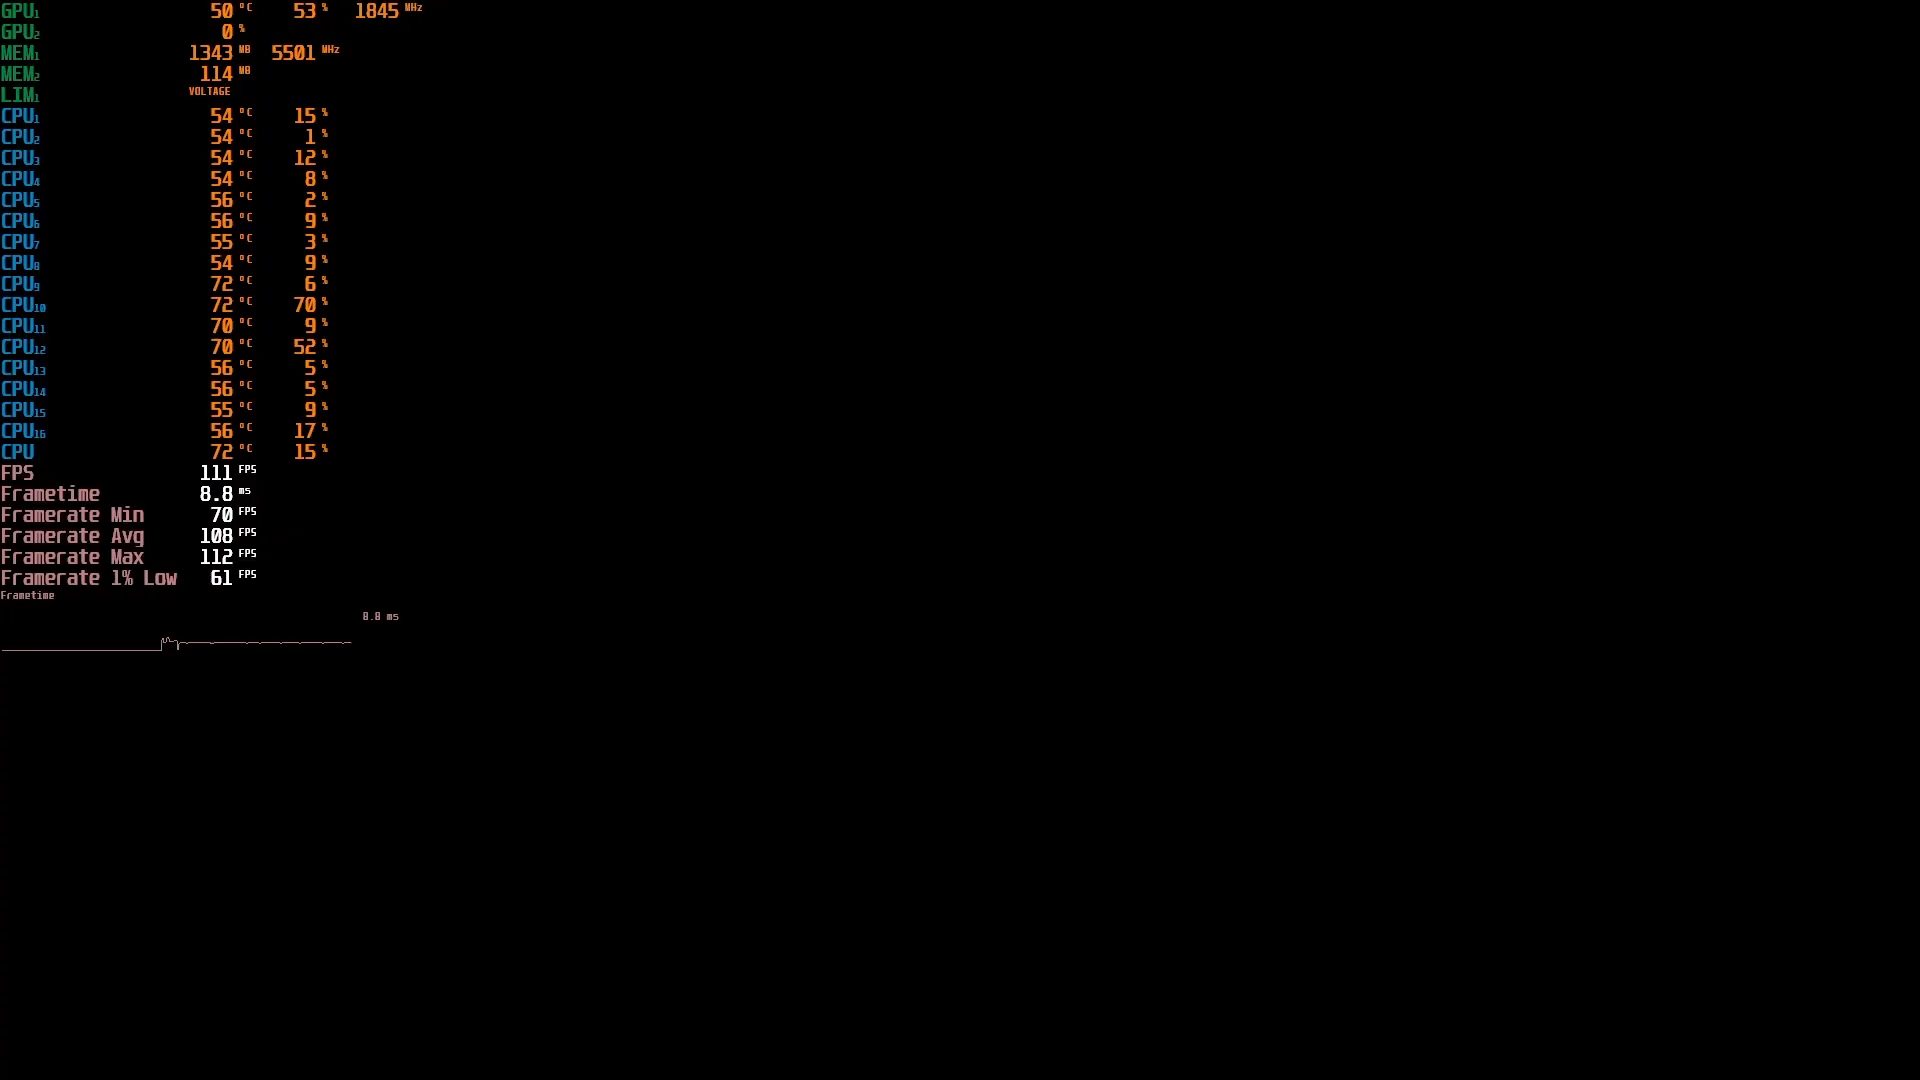 GPU1 50 °C 53 % 1845 MHz
GPU2 0 %
MEM1 1343 MB 5501 MHz
MEM2 114 MB
LIM1 VOLTAGE
CPU1 54 °C 15 %
CPU2 54 °C 1 %
CPU3 54 °C 12 %
CPU4 54 °C 8 %
CPU5 56 °C 2 %
CPU6 56 °C 9 %
CPU7 55 °C 3 %
CPU8 54 °C 9 %
CPU9 72 °C 6 %
CPU10 72 °C 70 %
CPU11 70 °C 9 %
CPU12 70 °C 52 %
CPU13 56 °C 5 %
CPU14 56 °C 5 %
CPU15 55 °C 9 %
CPU16 56 °C 17 %
CPU 72 °C 15 %
FPS 111 FPS
Frametime 8.8 ms
Framerate Min 70 FPS
Framerate Avg 108 FPS
Framerate Max 112 FPS
Framerate 1% Low 61 FPS
Frametime
8.8 ms